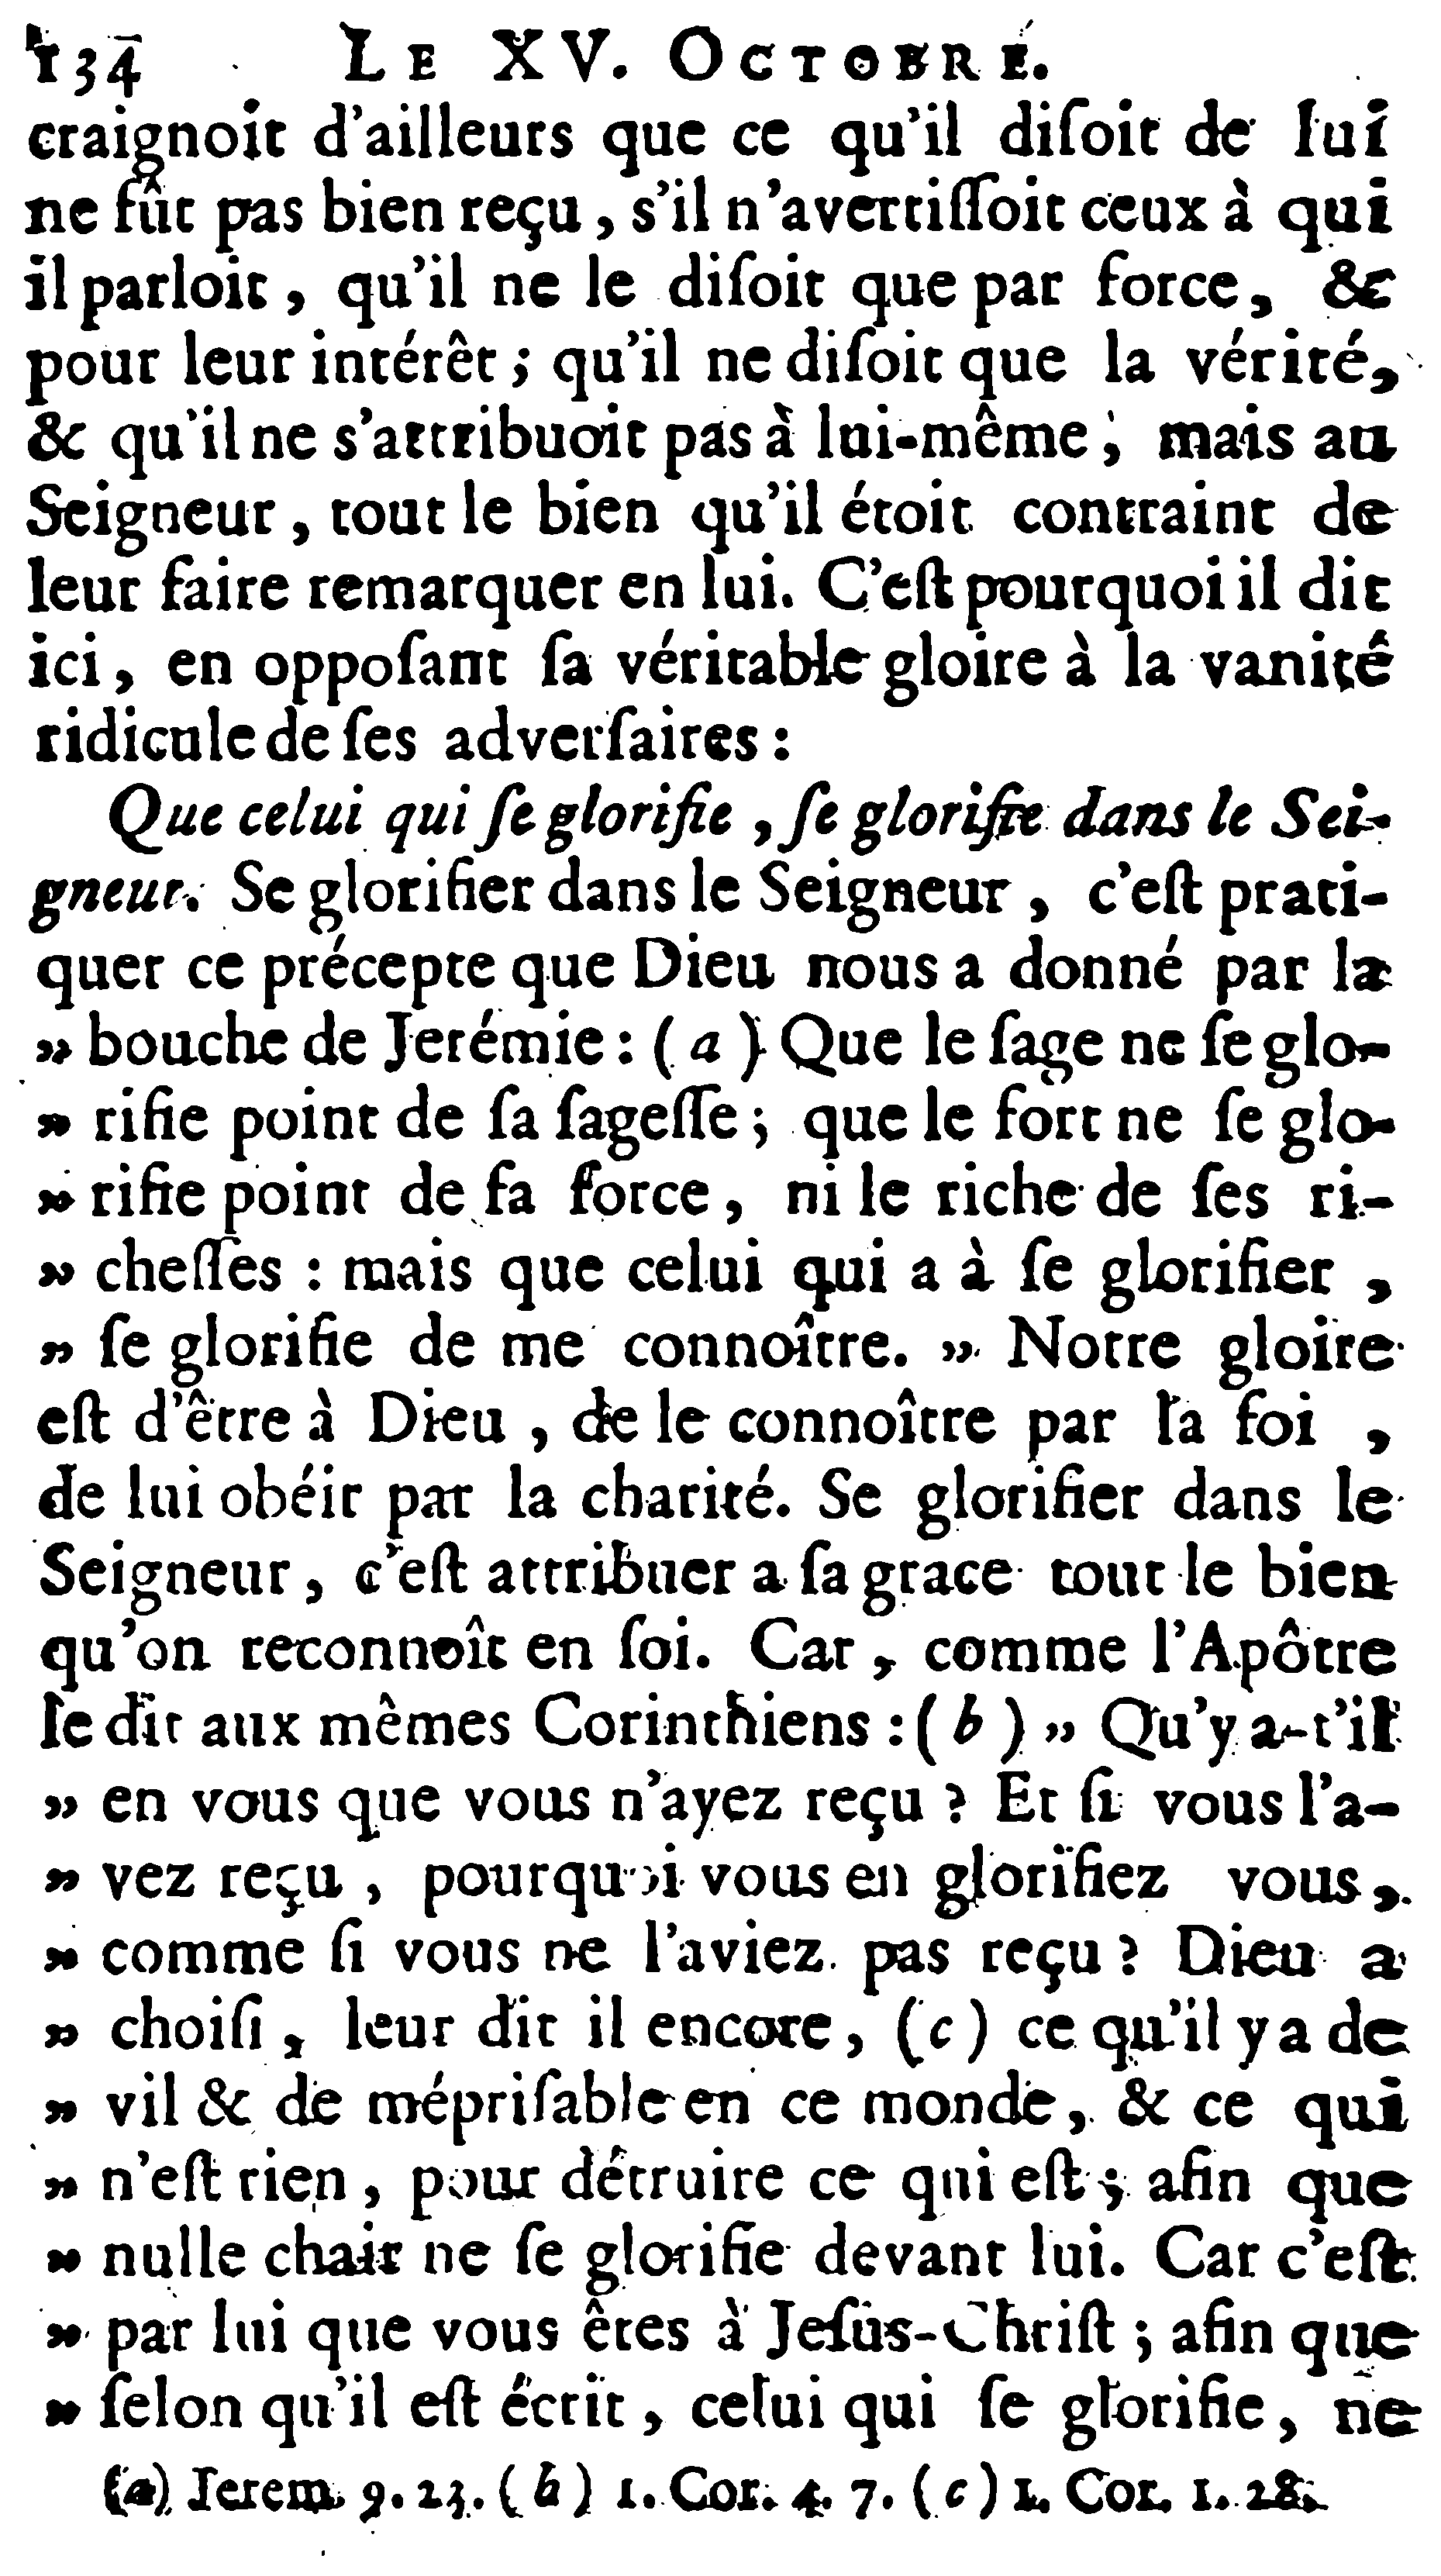 134 LE XV. OCTOBRE.
craignoit d'ailleurs que ce qu'il diſoit de lui
ne fût pas bien reçu, s'il n'avertiſſoit ceux à qui
il parloit, qu'il ne le diſoit que par force, &
pour leur intérêt; qu'il ne diſoit que la vérité,
& qu'il ne s'attribuoit pas à lui-même, mais au
Seigneur, tout le bien qu'il étoit contraint de
leur faire remarquer en lui. C'eſt pourquoi il dit
ici, en oppoſant ſa véritable gloire à la vanité
ridicule de ſes adverſaires:
Que celui qui ſe glorifie, ſe glorifie dans le Sei-
gneur. Se glorifier dans le Seigneur, c'eſt prati-
quer ce précepte que Dieu nous a donné par la
„ bouche de Jerémie: (a) Que le ſage ne ſe glo-
„ rifie point de ſa ſageſſe; que le fort ne ſe glo-
„ rifie point de ſa force, ni le riche de ſes ri-
„ cheſſes : mais que celui qui a à ſe glorifier,
„ ſe glorifie de me connoître. „ Notre gloire
eſt d'être à Dieu, de le connoître par la foi,
de lui obéir par la charité. Se glorifier dans le
Seigneur, c'eſt attribuer a ſa grace tout le bien
qu'on reconnoît en ſoi. Car, comme l'Apôtre
le dit aux mêmes Corinthiens : (b) „ Qu'y a-t'il
„ en vous que vous n'ayez reçu ? Et ſi vous l'a-
„ vez reçu, pourquoi vous en glorifiez vous,
„ comme ſi vous ne l'aviez pas reçu ? Dieu a
„ choiſi, leur dit il encore, (c) ce qu'il y a de
„ vil & de mépriſable en ce monde, & ce qui
„ n'eſt rien, pour détruire ce qui eſt; afin que
„ nulle chair ne ſe glorifie devant lui. Car c'eſt
„ par lui que vous êtes à Jeſus-Chriſt; afin que
„ ſelon qu'il eſt écrit, celui qui ſe glorifie, ne
(a) Jerem. 9. 23. (b) 1. Cor. 4. 7. (c) 1. Cor. 1. 28.